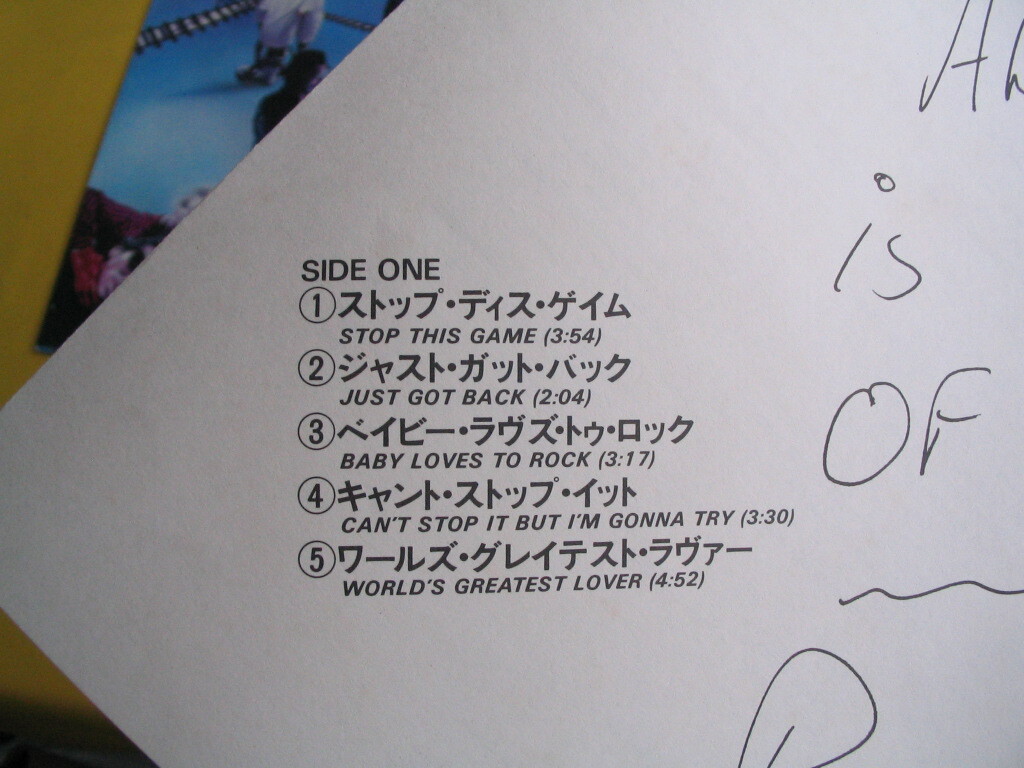 SIDE ONE
①ストップ・ディス・ゲイム
STOP THIS GAME (3:54)
②ジャスト・ガット・バック
JUST GOT BACK (2:04)
③ベイビー・ラヴズ・トゥ・ロック
BABY LOVES TO ROCK (3:17)
④キャント・ストップ・イット
CAN'T STOP IT BUT I'M GONNA TRY (3:30)
⑤ワールズ・グレイテスト・ラヴァー
WORLD'S GREATEST LOVER (4:52)
is
OF